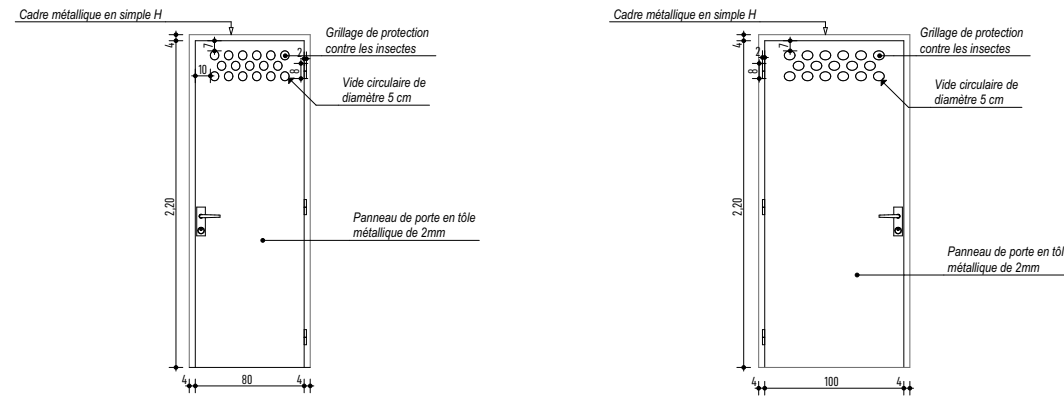 Cadre métallique en simple H
Grillage de protection
contre les insectes
Vide circulaire de
diamètre 5 cm
Panneau de porte en tôle
métallique de 2mm
4
7
2
8
10
2,20
4
80
4
Cadre métallique en simple H
Grillage de protection
contre les insectes
Vide circulaire de
diamètre 5 cm
Panneau de porte en tôl
métallique de 2mm
4
7
2
8
2,20
4
100
4